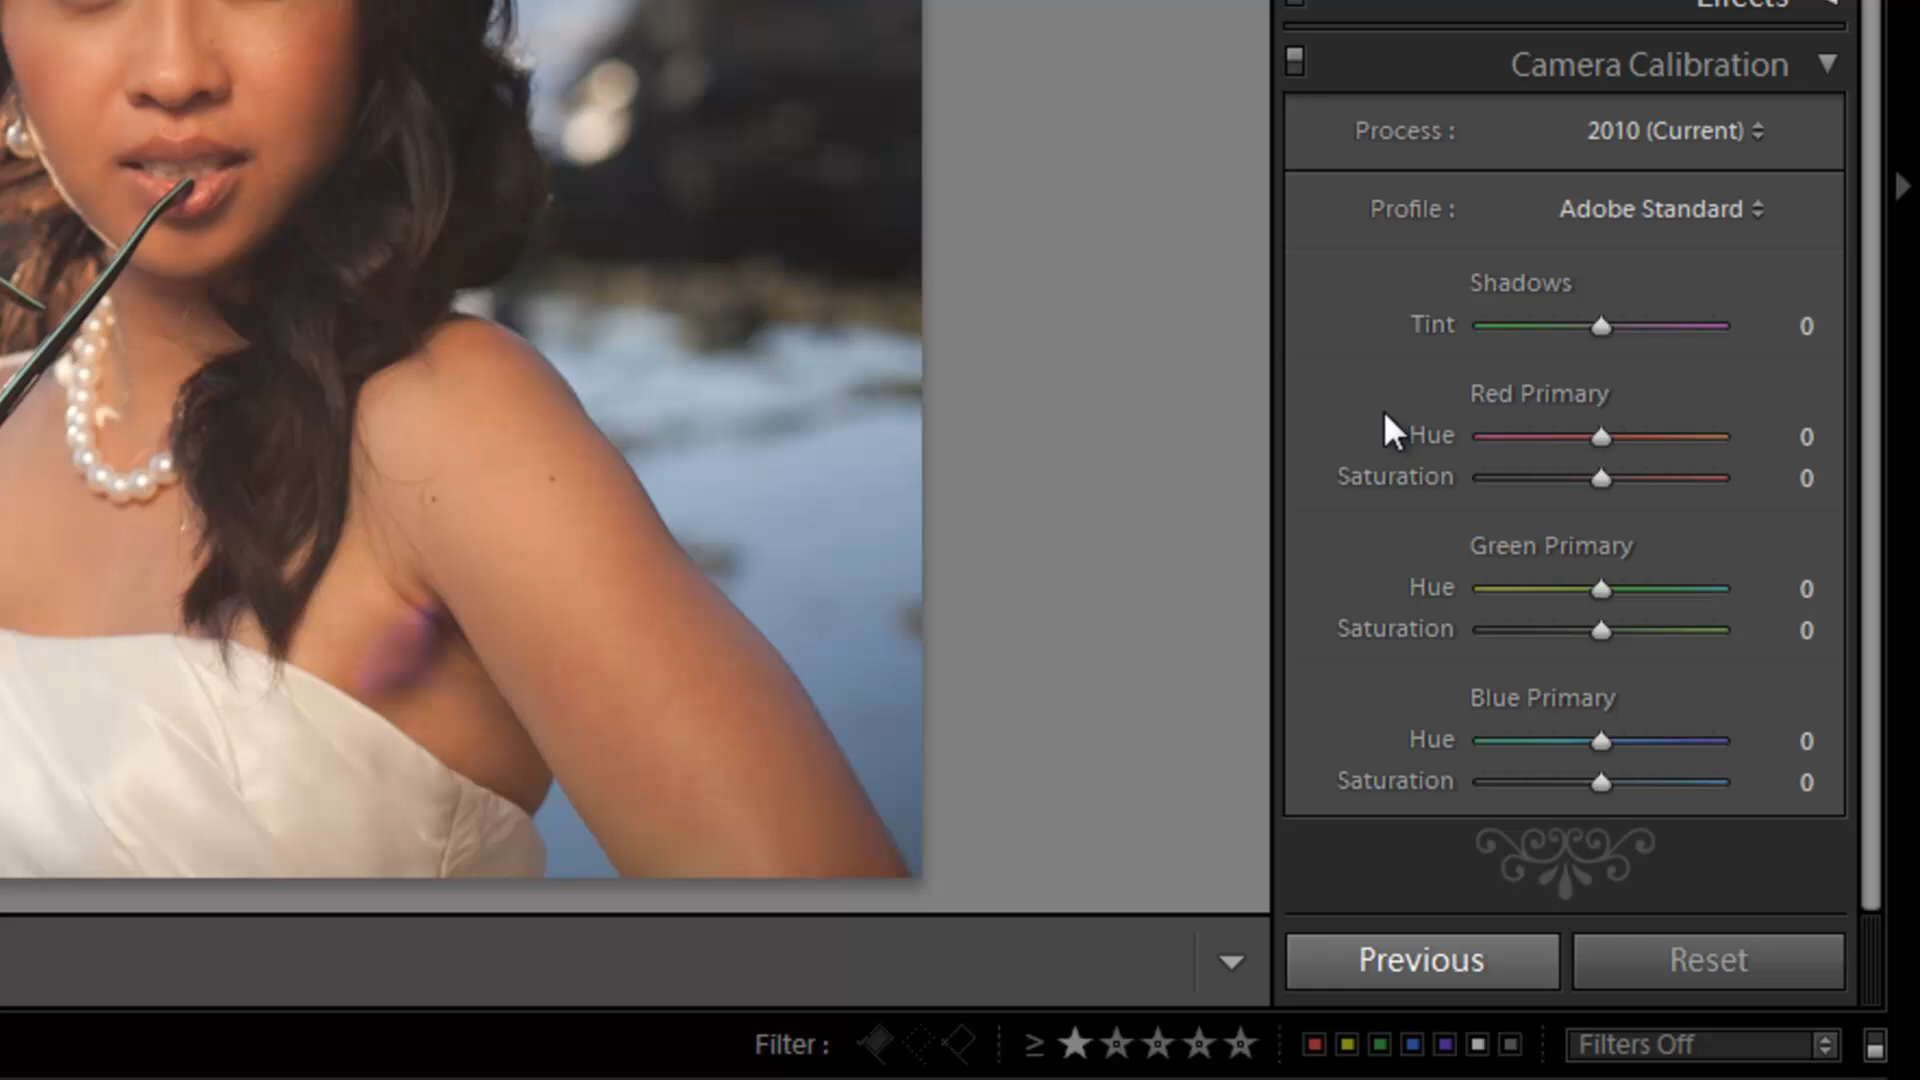 Effects
Camera Calibration
Process : 2010 (Current)
Profile : Adobe Standard
Shadows
Tint 0
Red Primary
Hue 0
Saturation 0
Green Primary
Hue 0
Saturation 0
Blue Primary
Hue 0
Saturation 0
Previous Reset
Filter : ≥ Filters Off